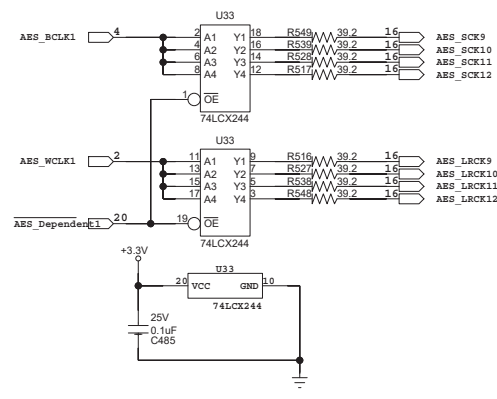 U33
AES_BCLK1 4 2 A1 Y1 18 R549 39.2 16 AES_SCK9
4 A2 Y2 16 R539 39.2 16 AES_SCK10
6 A3 Y3 14 R528 39.2 16 AES_SCK11
8 A4 Y4 12 R517 39.2 16 AES_SCK12
1 OE
74LCX244
U33
AES_WCLK1 2 11 A1 Y1 9 R516 39.2 16 AES_LRCK9
13 A2 Y2 7 R527 39.2 16 AES_LRCK10
15 A3 Y3 5 R538 39.2 16 AES_LRCK11
17 A4 Y4 3 R548 39.2 16 AES_LRCK12
AES_Dependent1 20 19 OE
74LCX244
+3.3V
U33
20 VCC GND 10
74LCX244
25V
0.1uF
C485